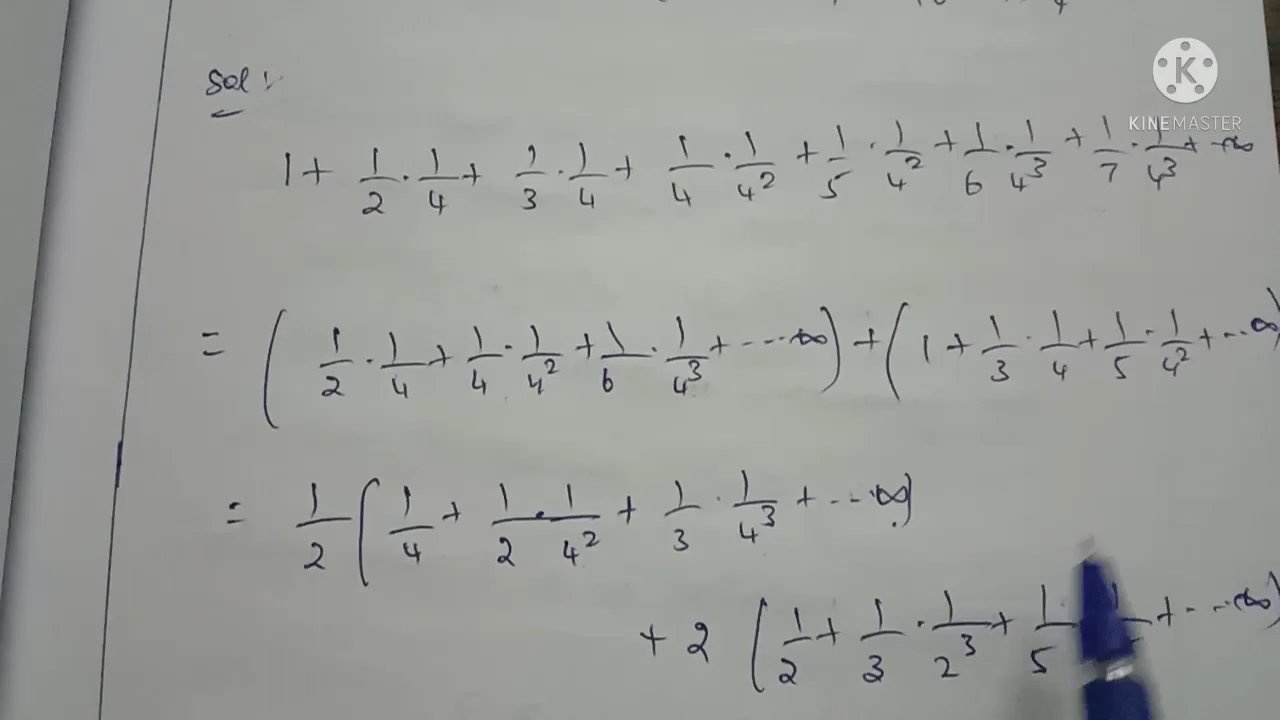 Sol:
KINEMASTER
1 + 1/2 · 1/4 + 1/3 · 1/4 + 1/4 · 1/4² + 1/5 · 1/4² + 1/6 · 1/4³ + 1/7 · 1/4³ + ...∞
= ( 1/2 · 1/4 + 1/4 · 1/4² + 1/6 · 1/4³ + ....∞ ) + ( 1 + 1/3 · 1/4 + 1/5 · 1/4² + ...∞ )
= 1/2 ( 1/4 + 1/2 · 1/4² + 1/3 · 1/4³ + ....∞ )
+ 2 ( 1/2 + 1/3 · 1/2³ + 1/5 + ....∞ )